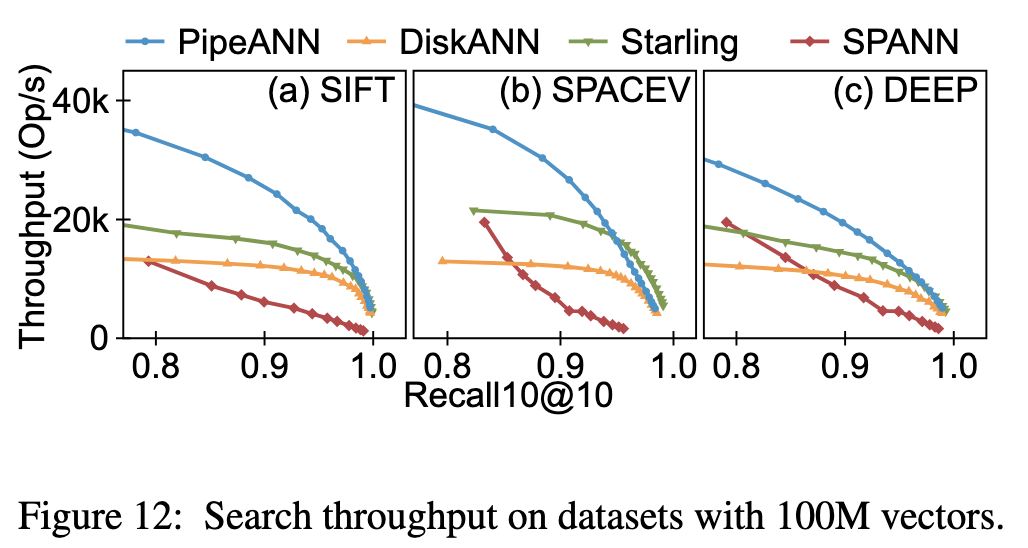 PipeANN DiskANN Starling SPANN
(a) SIFT (b) SPACEV (c) DEEP
Throughput (Op/s)
40k
20k
0
0.8 0.9 1.0 0.8 0.9 1.0 0.8 0.9 1.0
Recall10@10
Figure 12: Search throughput on datasets with 100M vectors.